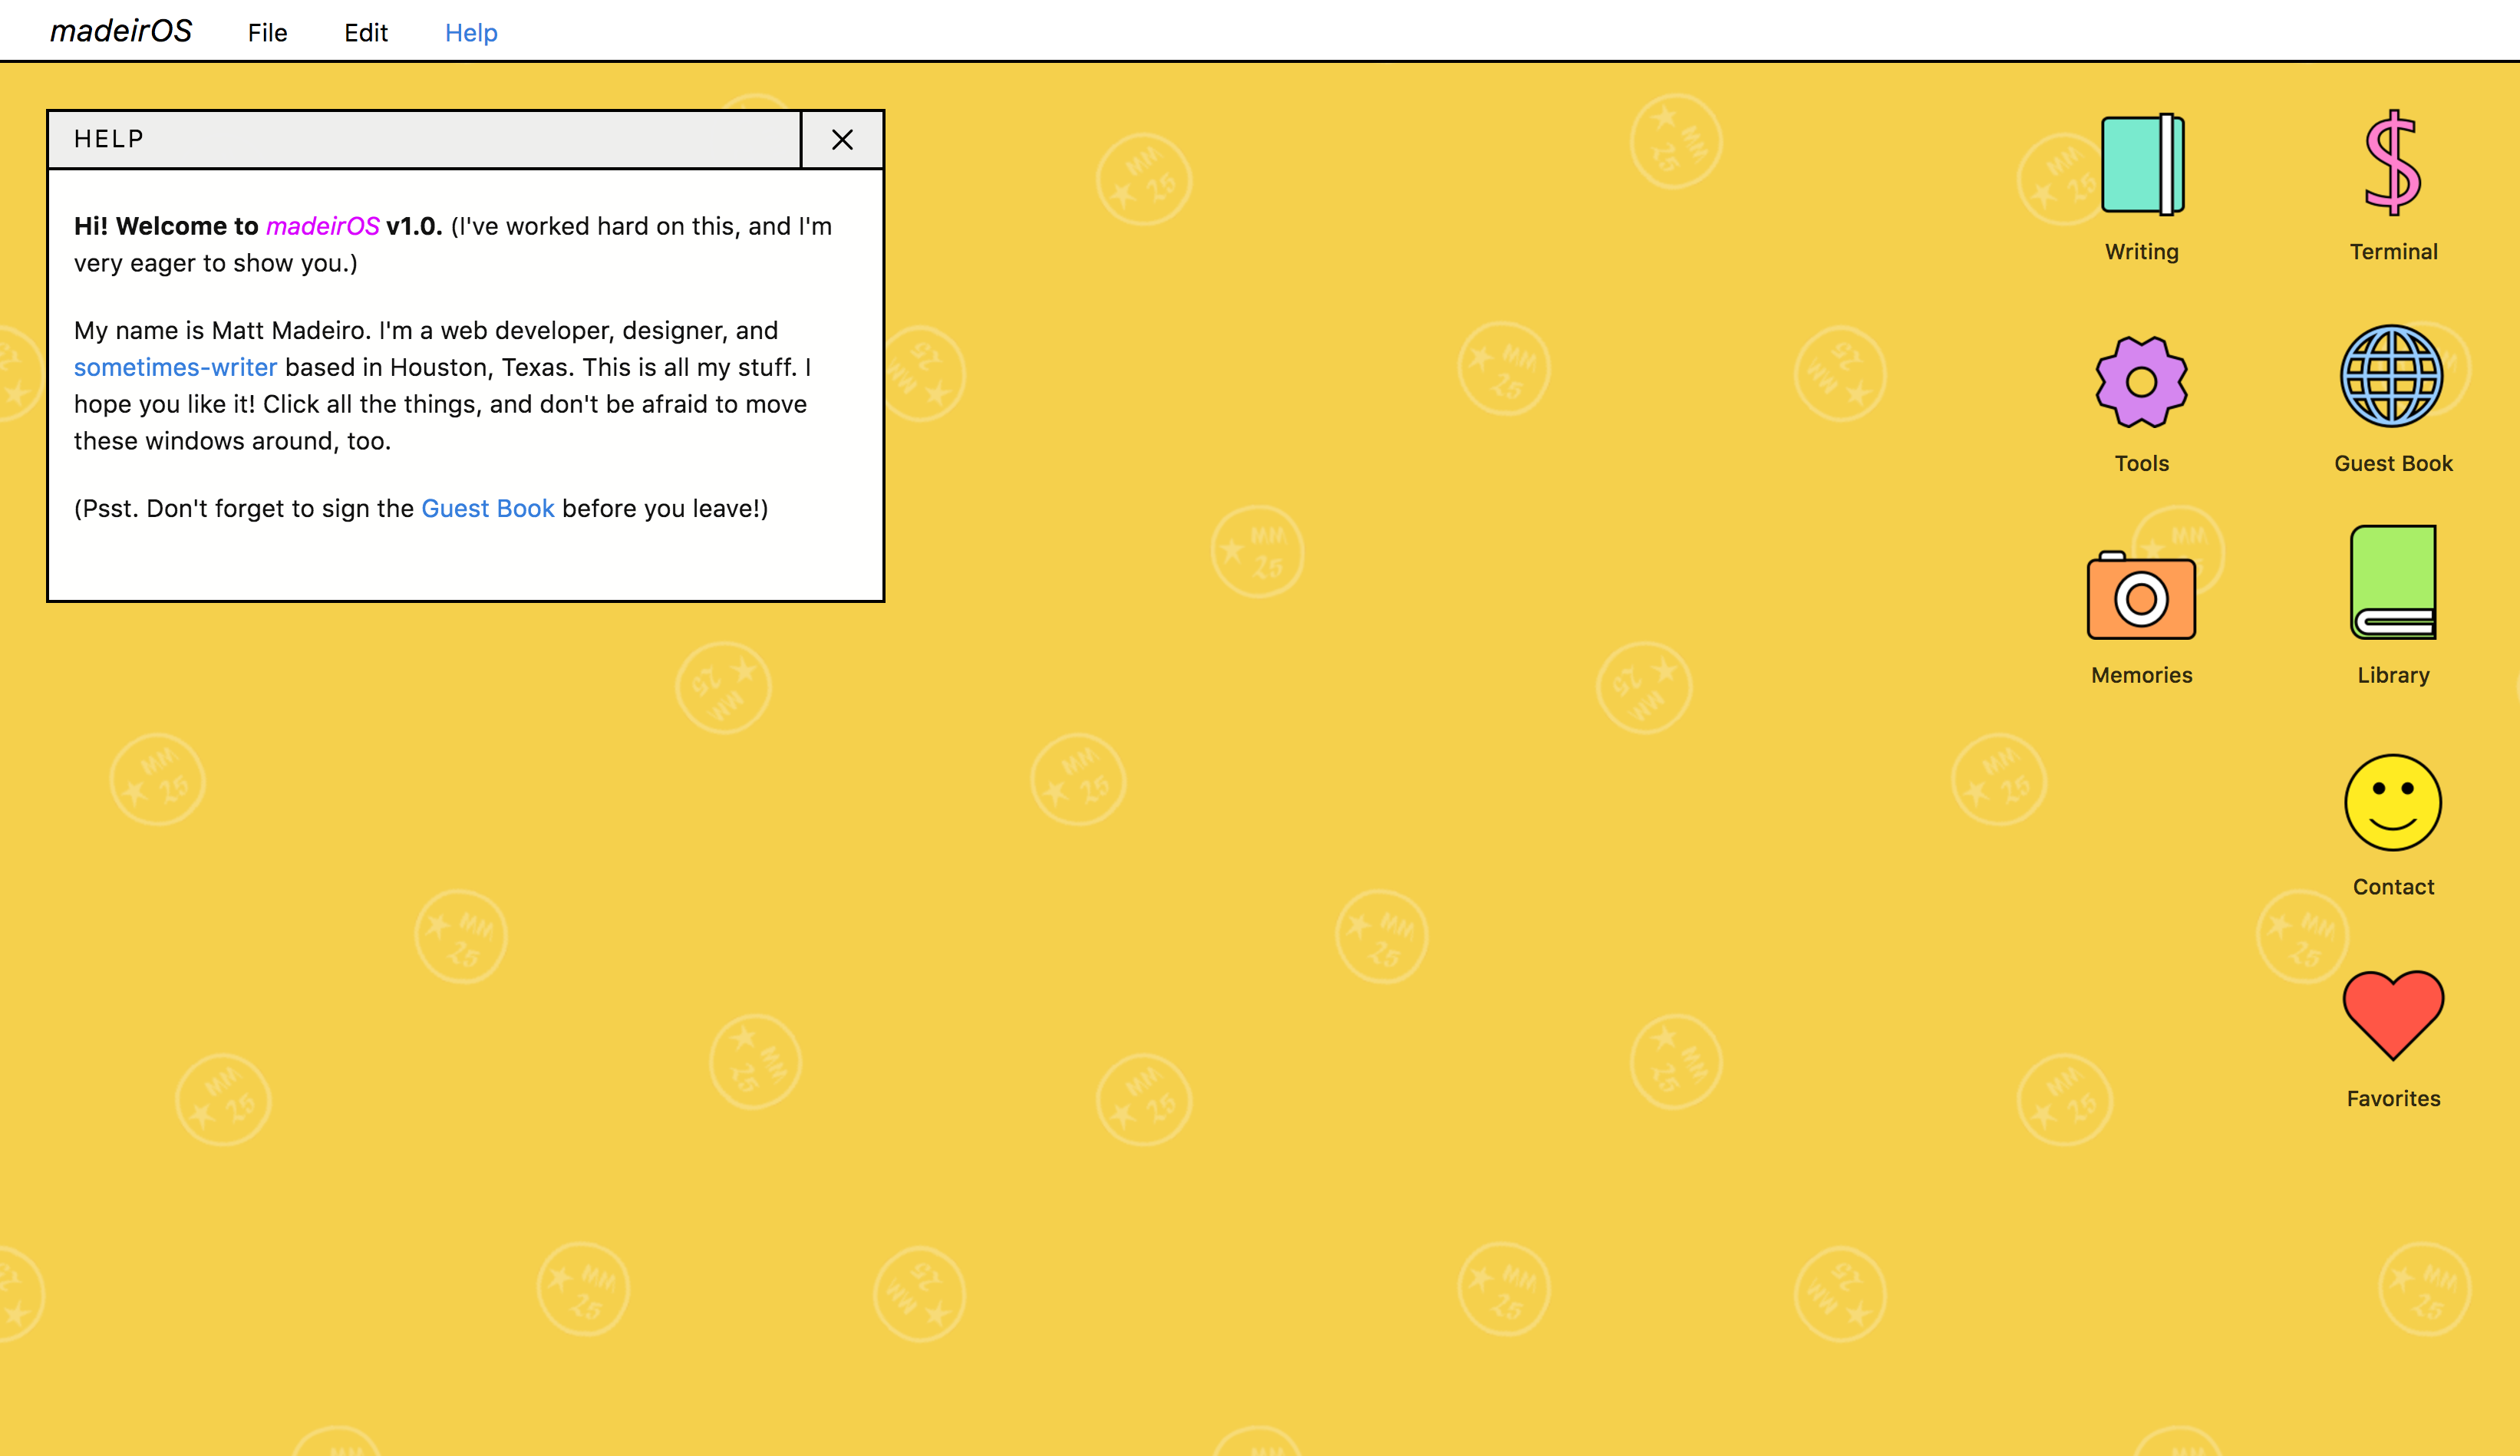 madeirOS File Edit Help
HELP
Hi! Welcome to madeirOS v1.0. (I've worked hard on this, and I'm
very eager to show you.)
My name is Matt Madeiro. I'm a web developer, designer, and
sometimes-writer based in Houston, Texas. This is all my stuff. I
hope you like it! Click all the things, and don't be afraid to move
these windows around, too.
(Psst. Don't forget to sign the Guest Book before you leave!)
Writing
Terminal
Tools
Guest Book
Memories
Library
Contact
Favorites
MM
25